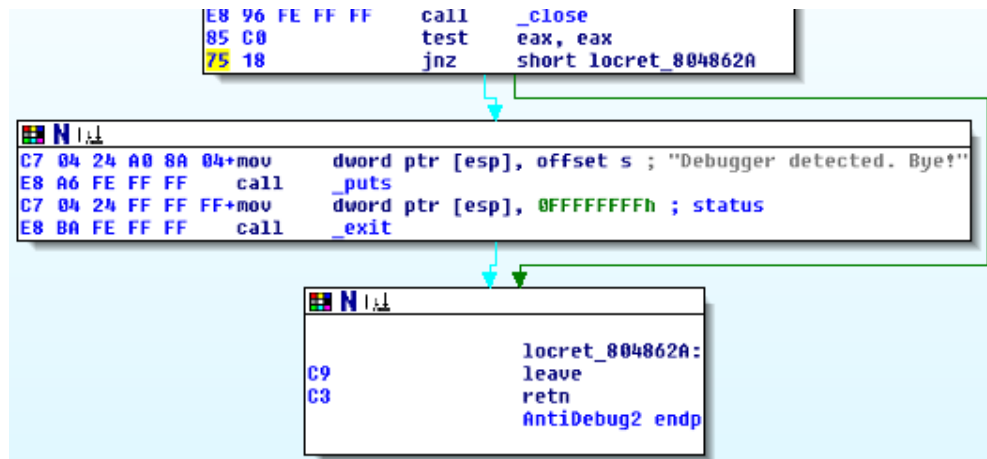 E8 96 FE FF FF call _close
85 C0 test eax, eax
75 18 jnz short locret_804862A
N
C7 04 24 A0 8A 04+mov dword ptr [esp], offset s ; "Debugger detected. Bye!"
E8 A6 FE FF FF call _puts
C7 04 24 FF FF FF+mov dword ptr [esp], 0FFFFFFFFh ; status
E8 BA FE FF FF call _exit
N
locret_804862A:
C9 leave
C3 retn
AntiDebug2 endp